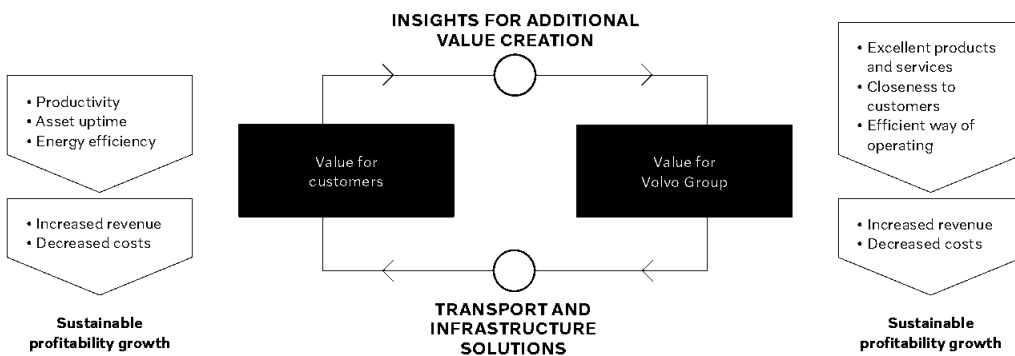 INSIGHTS FOR ADDITIONAL
VALUE CREATION
• Productivity
• Asset uptime
• Energy efficiency
• Increased revenue
• Decreased costs
Sustainable
profitability growth
Value for
customers
Value for
Volvo Group
TRANSPORT AND
INFRASTRUCTURE
SOLUTIONS
• Excellent products
and services
• Closeness to
customers
• Efficient way of
operating
• Increased revenue
• Decreased costs
Sustainable
profitability growth